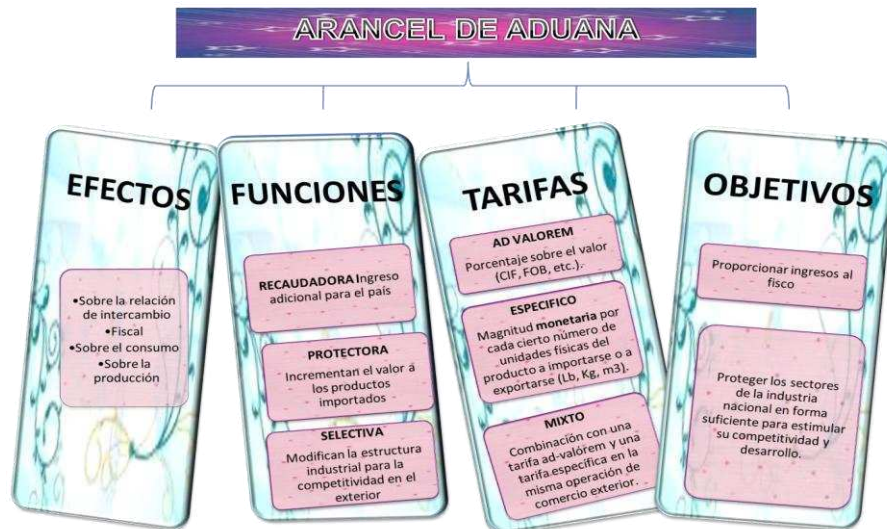 ARANCEL DE ADUANA
EFECTOS
•Sobre la relación
de intercambio
•Fiscal
•Sobre el consumo
•Sobre la
producción
FUNCIONES
RECAUDADORA Ingreso
adicional para el país
PROTECTORA
Incrementan el valor a
los productos
importados
SELECTIVA
Modifican la estructura
industrial para la
competitividad en el
exterior
TARIFAS
AD VALOREM
Porcentaje sobre el valor
(CIF, FOB, etc.).
ESPECIFICO
Magnitud monetaria por
cada cierto número de
unidades físicas del
producto a importarse o a
exportarse (Lb, Kg, m3).
MIXTO
Combinación con una
tarifa ad-valórem y una
tarifa específica en la
misma operación de
comercio exterior.
OBJETIVOS
Proporcionar ingresos al
fisco
Proteger los sectores
de la industria
nacional en forma
suficiente para estimular
su competitividad y
desarrollo.